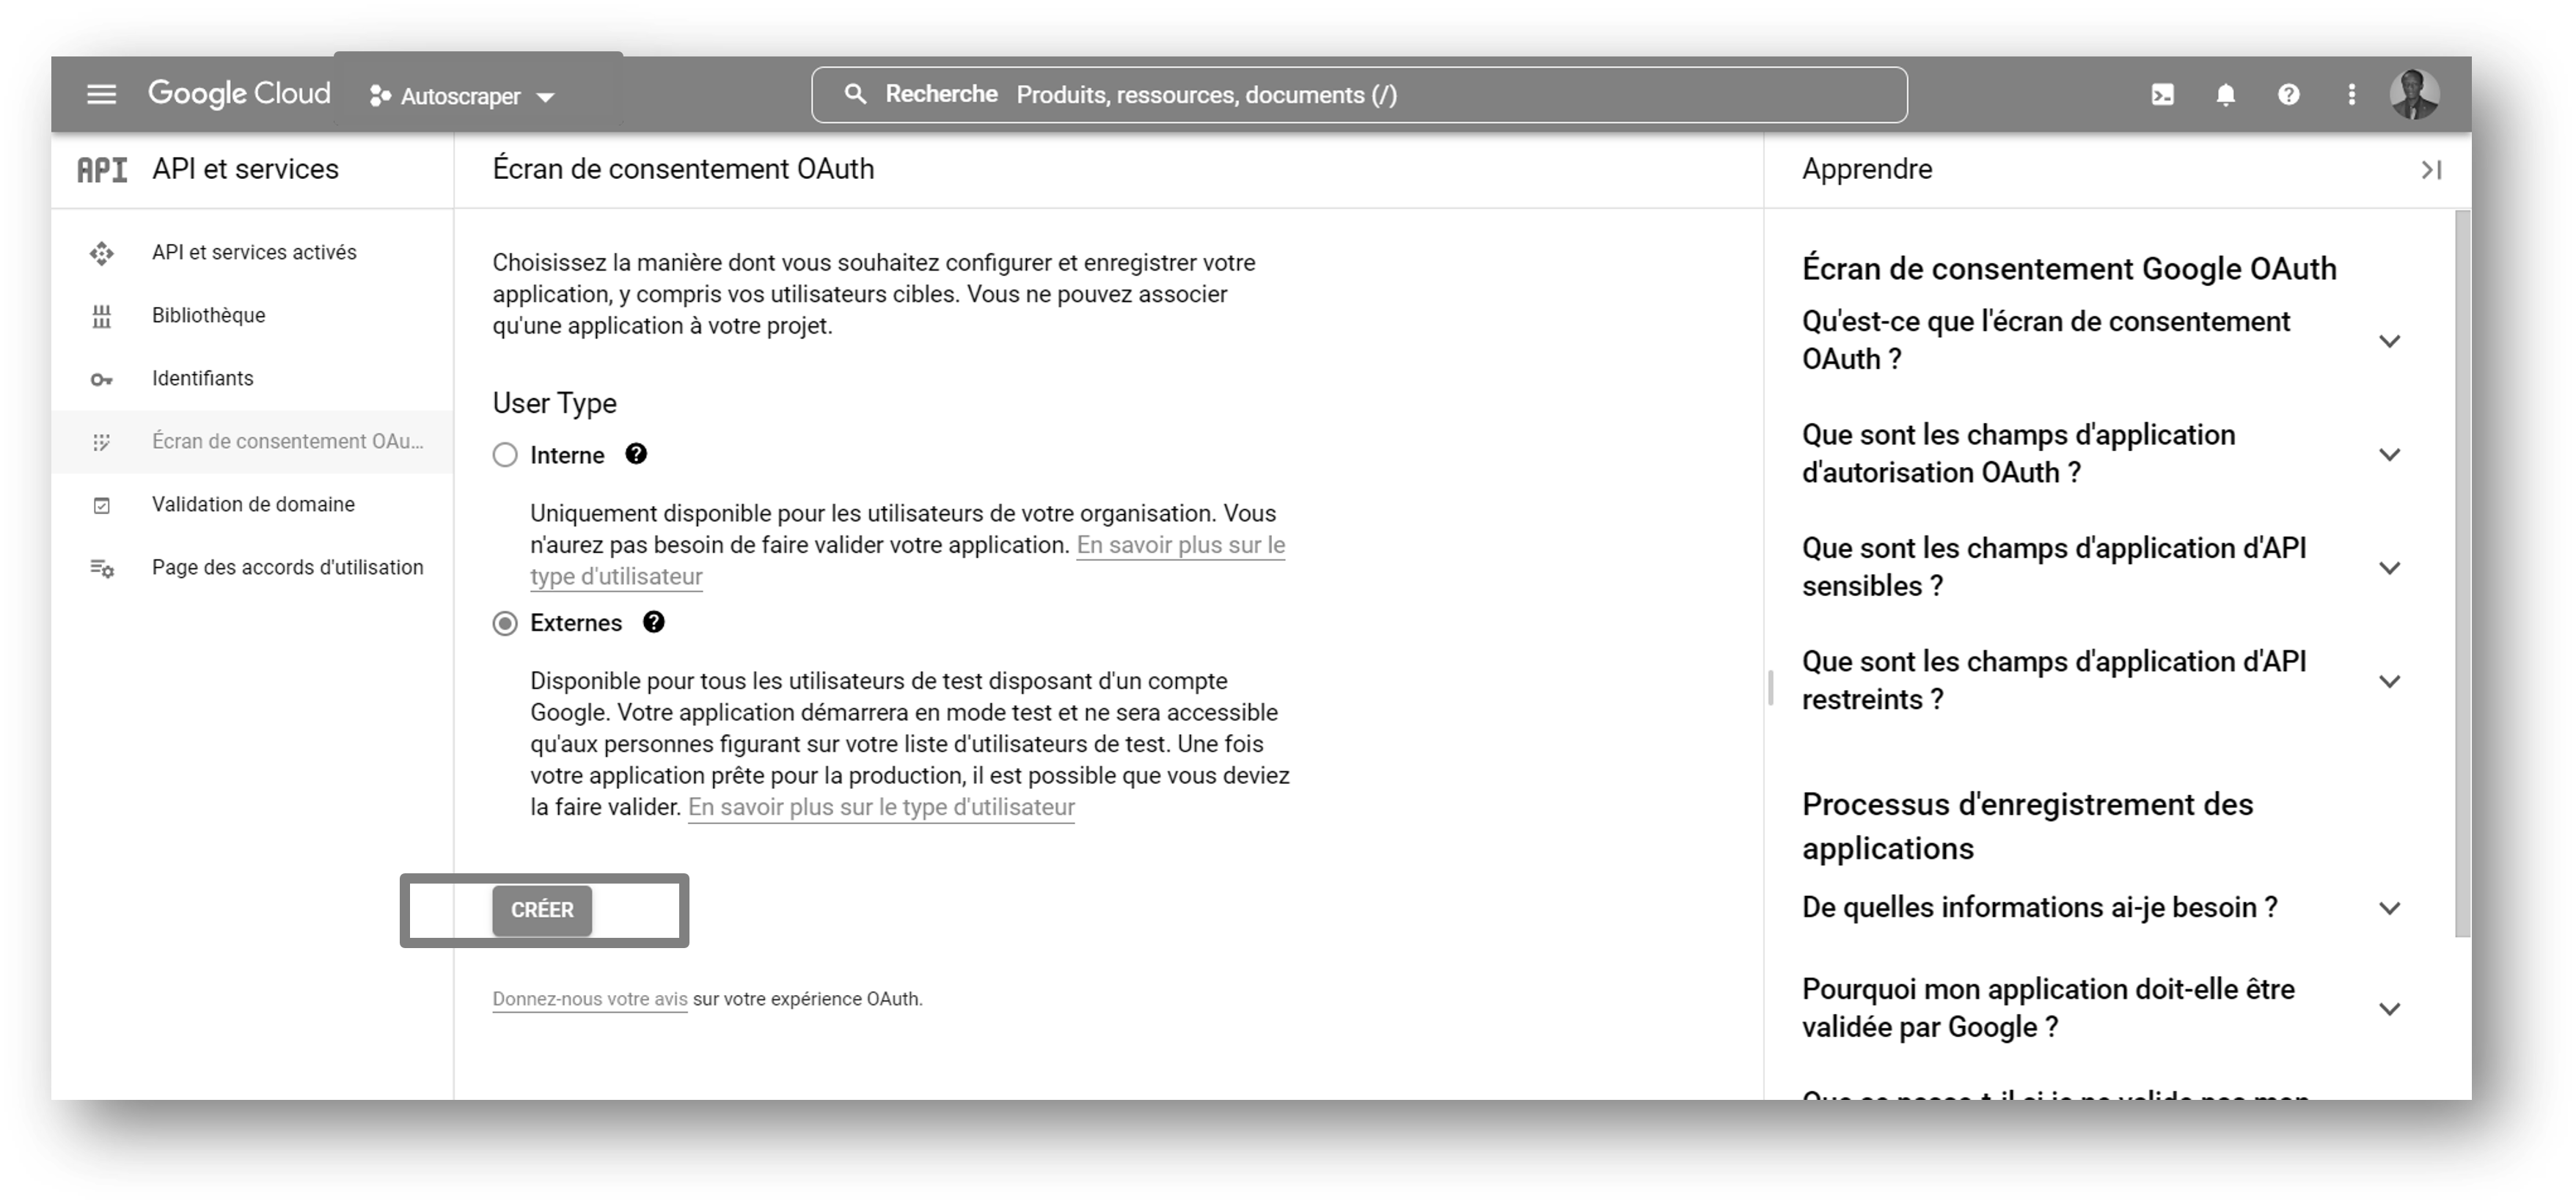 Google Cloud Autoscraper Recherche Produits, ressources, documents (/)
API API et services
API et services activés
Bibliothèque
Identifiants
Écran de consentement OAu...
Validation de domaine
Page des accords d'utilisation
Écran de consentement OAuth
Choisissez la manière dont vous souhaitez configurer et enregistrer votre
application, y compris vos utilisateurs cibles. Vous ne pouvez associer
qu'une application à votre projet.
User Type
Interne
Uniquement disponible pour les utilisateurs de votre organisation. Vous
n'aurez pas besoin de faire valider votre application. En savoir plus sur le
type d'utilisateur
Externes
Disponible pour tous les utilisateurs de test disposant d'un compte
Google. Votre application démarrera en mode test et ne sera accessible
qu'aux personnes figurant sur votre liste d'utilisateurs de test. Une fois
votre application prête pour la production, il est possible que vous deviez
la faire valider. En savoir plus sur le type d'utilisateur
CRÉER
Donnez-nous votre avis sur votre expérience OAuth.
Apprendre
Écran de consentement Google OAuth
Qu'est-ce que l'écran de consentement
OAuth ?
Que sont les champs d'application
d'autorisation OAuth ?
Que sont les champs d'application d'API
sensibles ?
Que sont les champs d'application d'API
restreints ?
Processus d'enregistrement des
applications
De quelles informations ai-je besoin ?
Pourquoi mon application doit-elle être
validée par Google ?
Que se passe-t-il si je ne valide pas mon